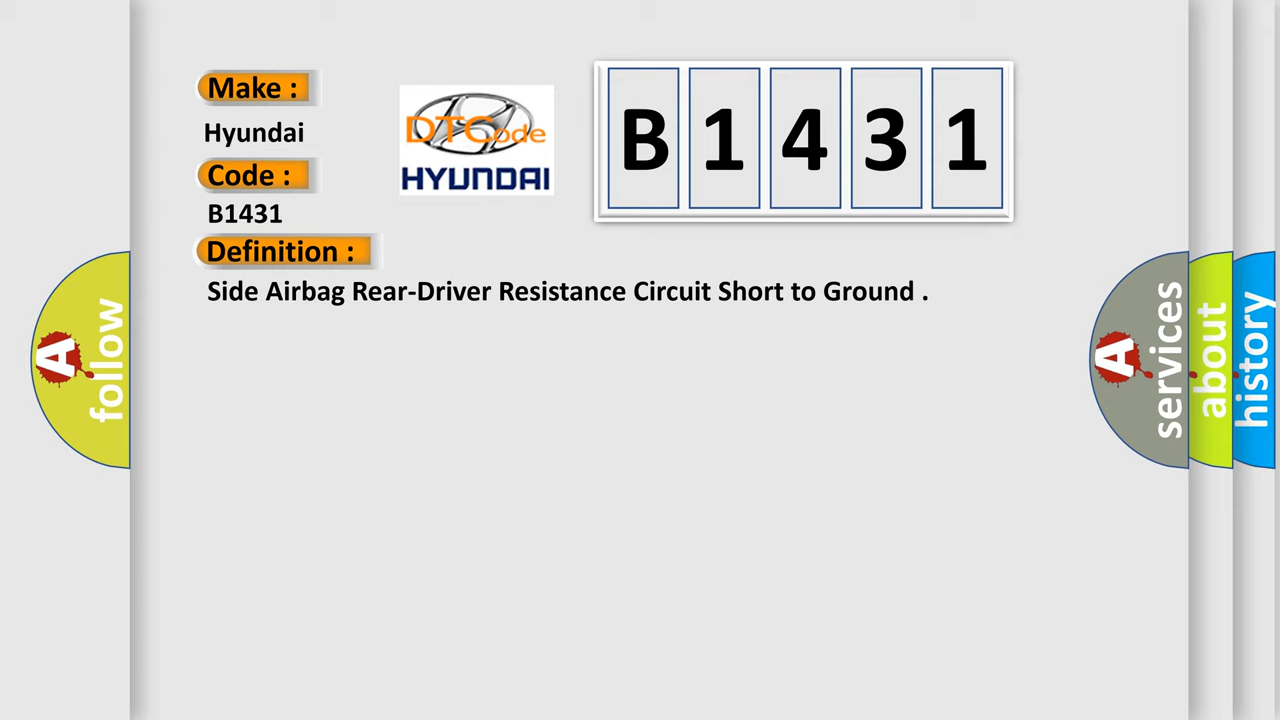 Make :
Hyundai
Code :
B1431
Definition :
Side Airbag Rear-Driver Resistance Circuit Short to Ground .
DTCode
HYUNDAI
B 1 4 3 1
A follow
A services
about
history